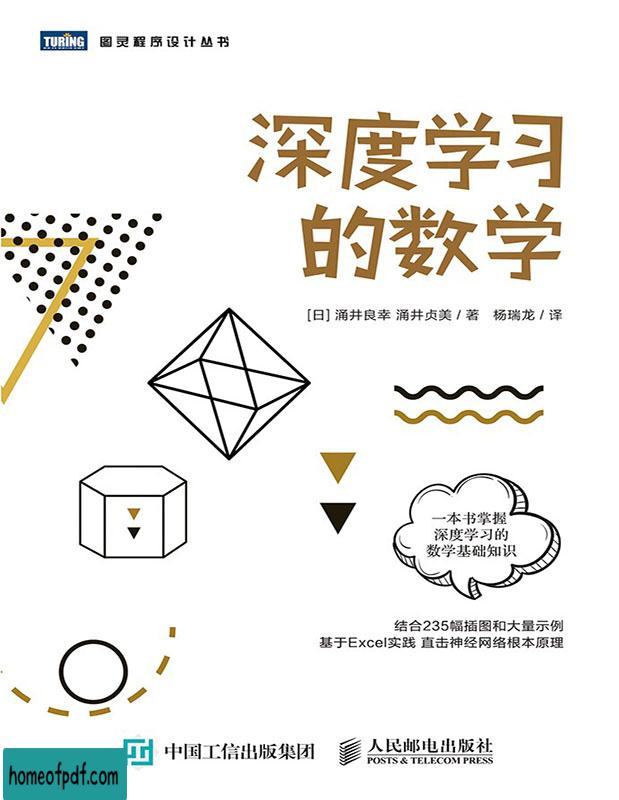 TURING 图灵程序设计丛书
深度学习
的数学
[日] 涌井良幸 涌井贞美 / 著 杨瑞龙 / 译
一本书掌握
深度学习的
数学基础知识
结合235幅插图和大量示例
基于Excel实践 直击神经网络根本原理
中国工信出版集团 人民邮电出版社
POSTS & TELECOM PRESS
homeofpdf.com